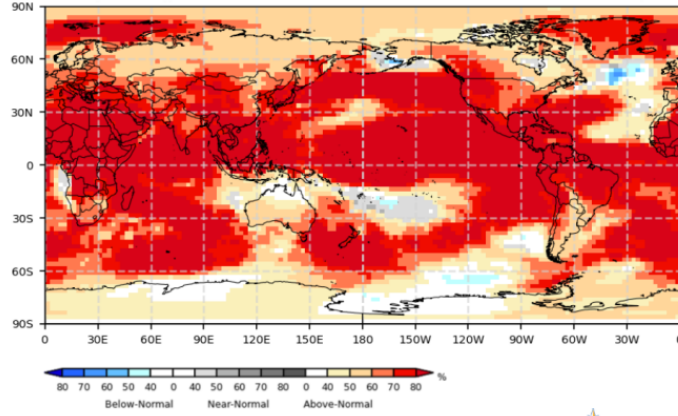 90N
60N
30N
0
30S
60S
90S
0 30E 60E 90E 120E 150E 180 150W 120W 90W 60W 30W 0
80 70 60 50 40 0 40 50 60 70 80 0 40 50 60 70 80 %
Below-Normal Near-Normal Above-Normal